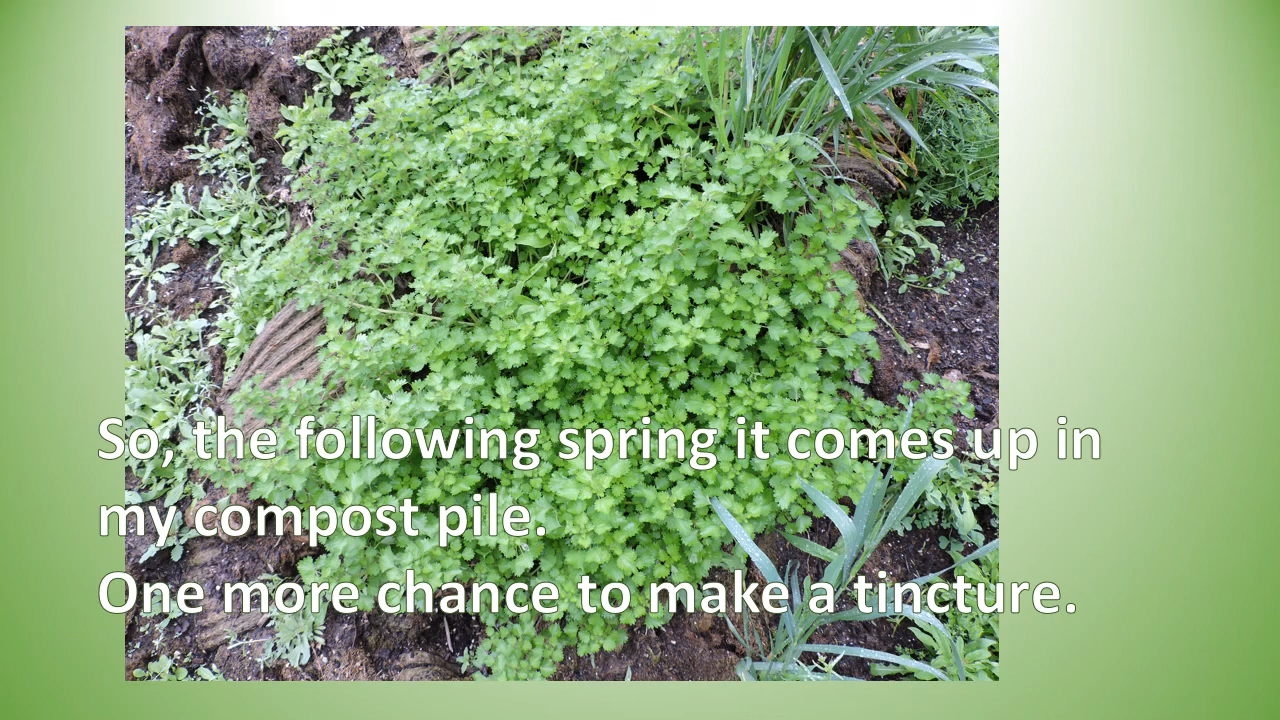 So, the following spring it comes up in
my compost pile.
One more chance to make a tincture.